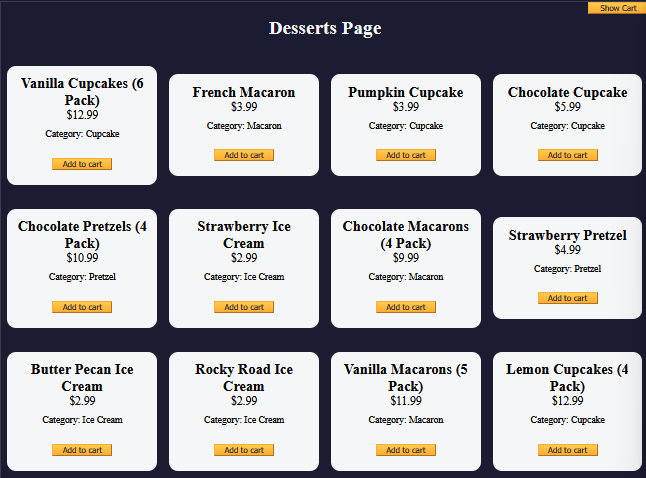 Show Cart
Desserts Page
Vanilla Cupcakes (6
Pack)
$12.99
Category: Cupcake
Add to cart
French Macaron
$3.99
Category: Macaron
Add to cart
Pumpkin Cupcake
$3.99
Category: Cupcake
Add to cart
Chocolate Cupcake
$5.99
Category: Cupcake
Add to cart
Chocolate Pretzels (4
Pack)
$10.99
Category: Pretzel
Add to cart
Strawberry Ice
Cream
$2.99
Category: Ice Cream
Add to cart
Chocolate Macarons
(4 Pack)
$9.99
Category: Macaron
Add to cart
Strawberry Pretzel
$4.99
Category: Pretzel
Add to cart
Butter Pecan Ice
Cream
$2.99
Category: Ice Cream
Add to cart
Rocky Road Ice
Cream
$2.99
Category: Ice Cream
Add to cart
Vanilla Macarons (5
Pack)
$11.99
Category: Macaron
Add to cart
Lemon Cupcakes (4
Pack)
$12.99
Category: Cupcake
Add to cart